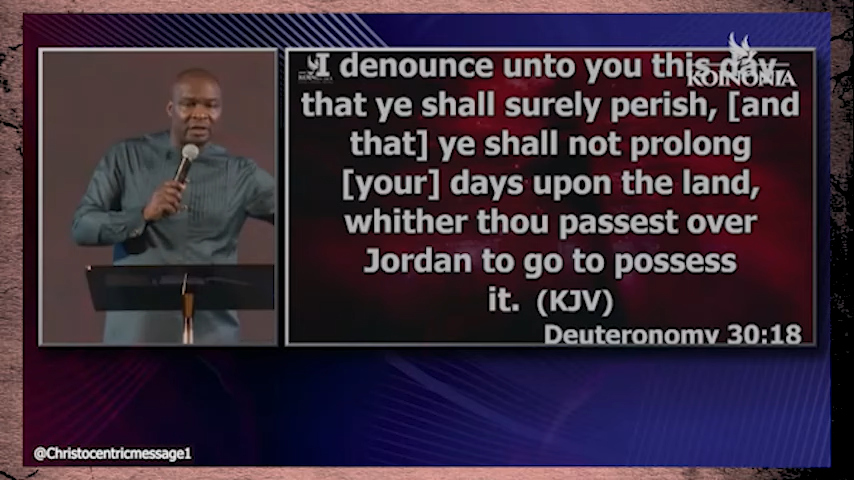 I denounce unto you this day
that ye shall surely perish, [and
that] ye shall not prolong
[your] days upon the land,
whither thou passest over
Jordan to go to possess
it. (KJV)
Deuteronomy 30:18
KOINONIA
@Christocentricmessage1